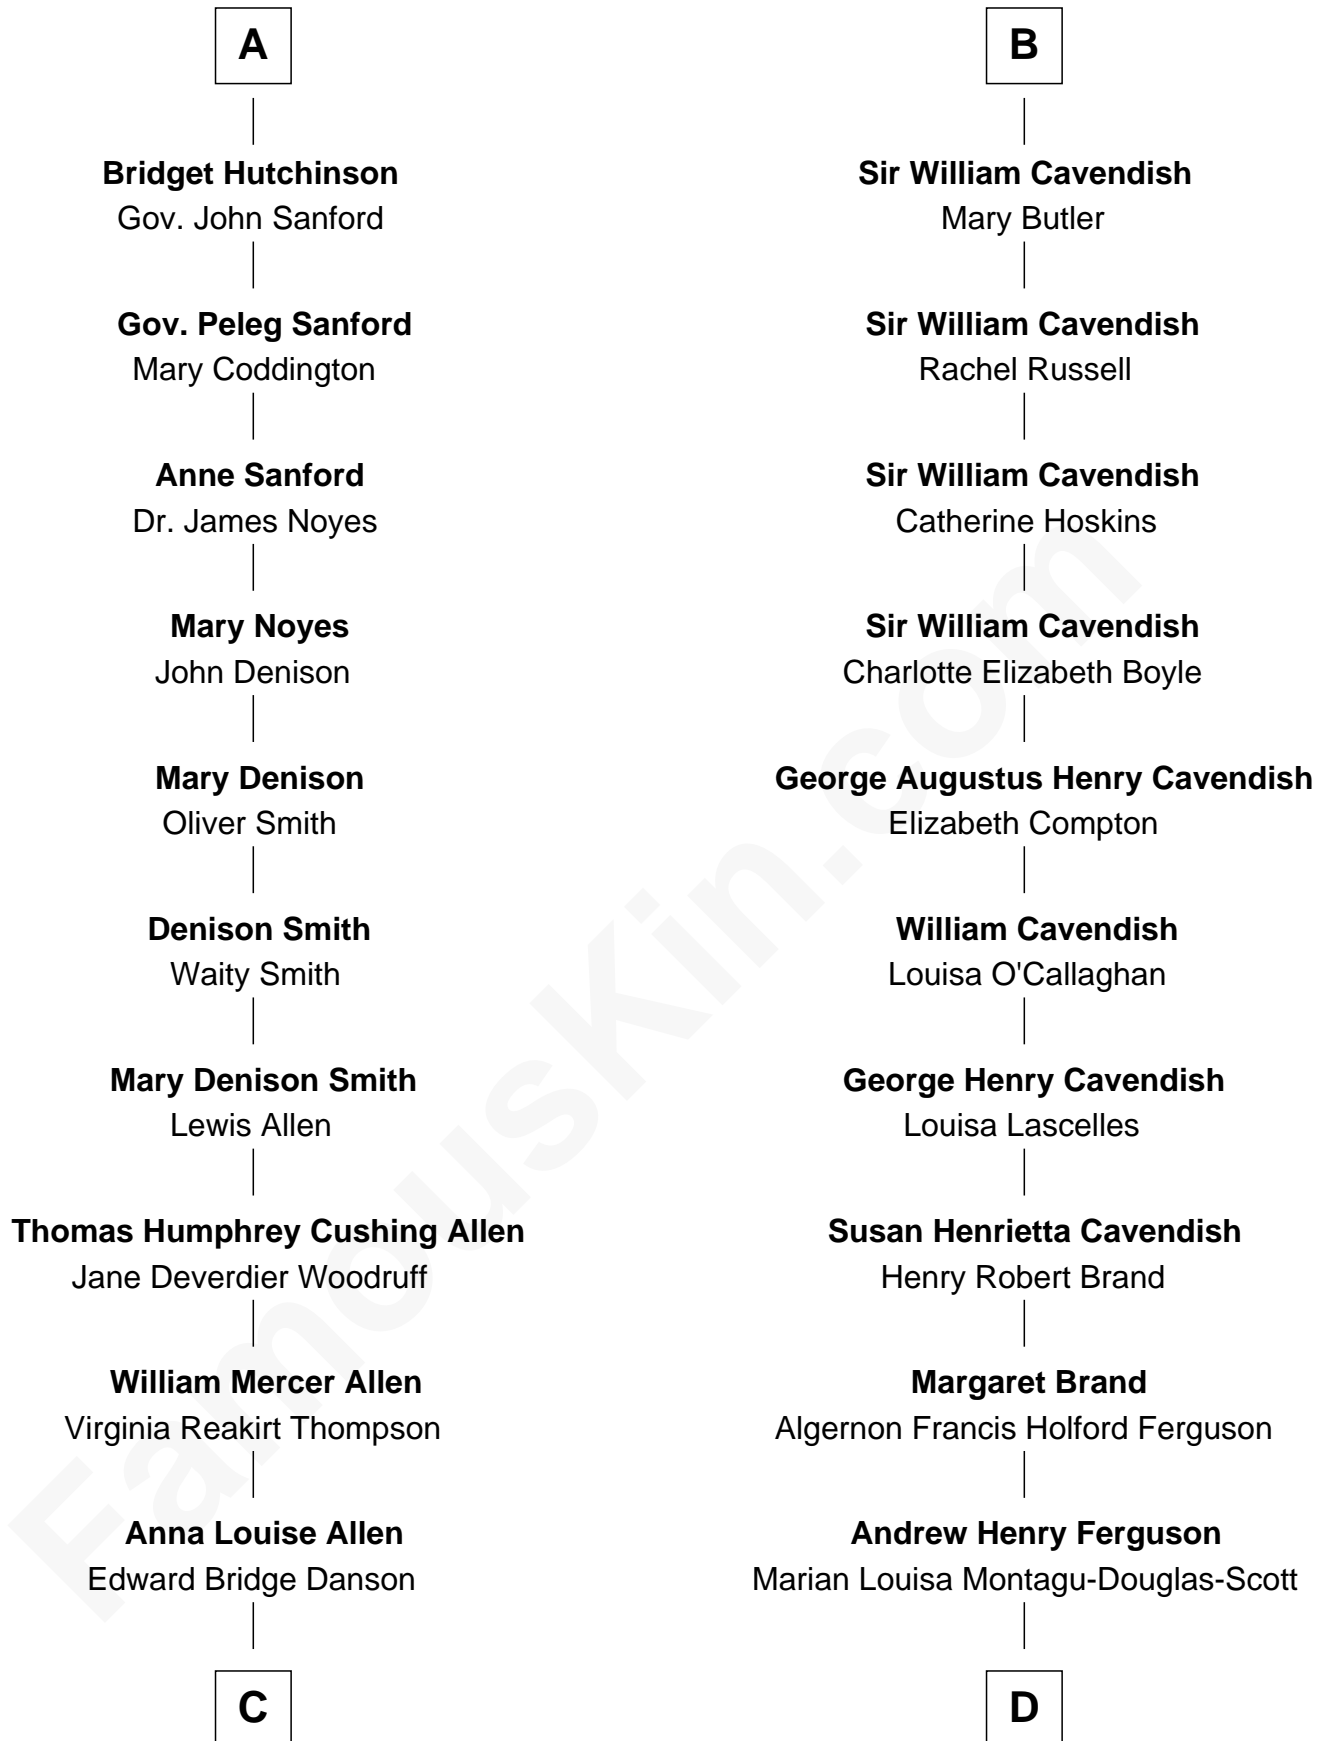 A
Bridget Hutchinson
Gov. John Sanford
Gov. Peleg Sanford
Mary Coddington
Anne Sanford
Dr. James Noyes
Mary Noyes
John Denison
Mary Denison
Oliver Smith
Denison Smith
Waity Smith
Mary Denison Smith
Lewis Allen
Thomas Humphrey Cushing Allen
Jane Deverdier Woodruff
William Mercer Allen
Virginia Reakirt Thompson
Anna Louise Allen
Edward Bridge Danson
C
B
Sir William Cavendish
Mary Butler
Sir William Cavendish
Rachel Russell
Sir William Cavendish
Catherine Hoskins
Sir William Cavendish
Charlotte Elizabeth Boyle
George Augustus Henry Cavendish
Elizabeth Compton
William Cavendish
Louisa O'Callaghan
George Henry Cavendish
Louisa Lascelles
Susan Henrietta Cavendish
Henry Robert Brand
Margaret Brand
Algernon Francis Holford Ferguson
Andrew Henry Ferguson
Marian Louisa Montagu-Douglas-Scott
D
FamousKin.com